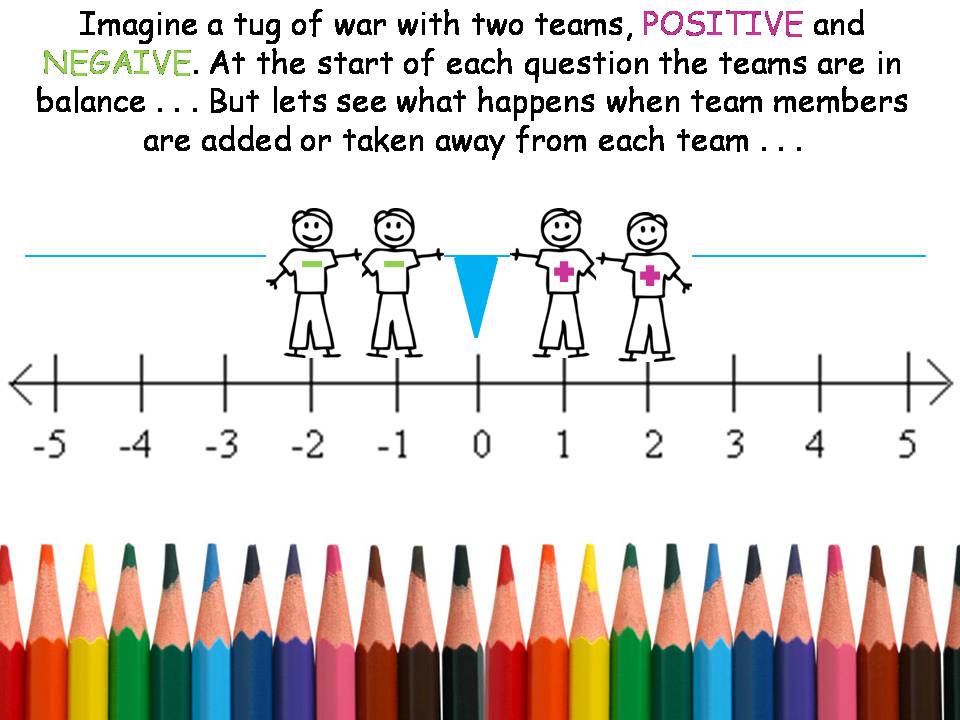 Imagine a tug of war with two teams, POSITIVE and
NEGAIVE. At the start of each question the teams are in
balance . . . But lets see what happens when team members
are added or taken away from each team . . .
-5 -4 -3 -2 -1 0 1 2 3 4 5